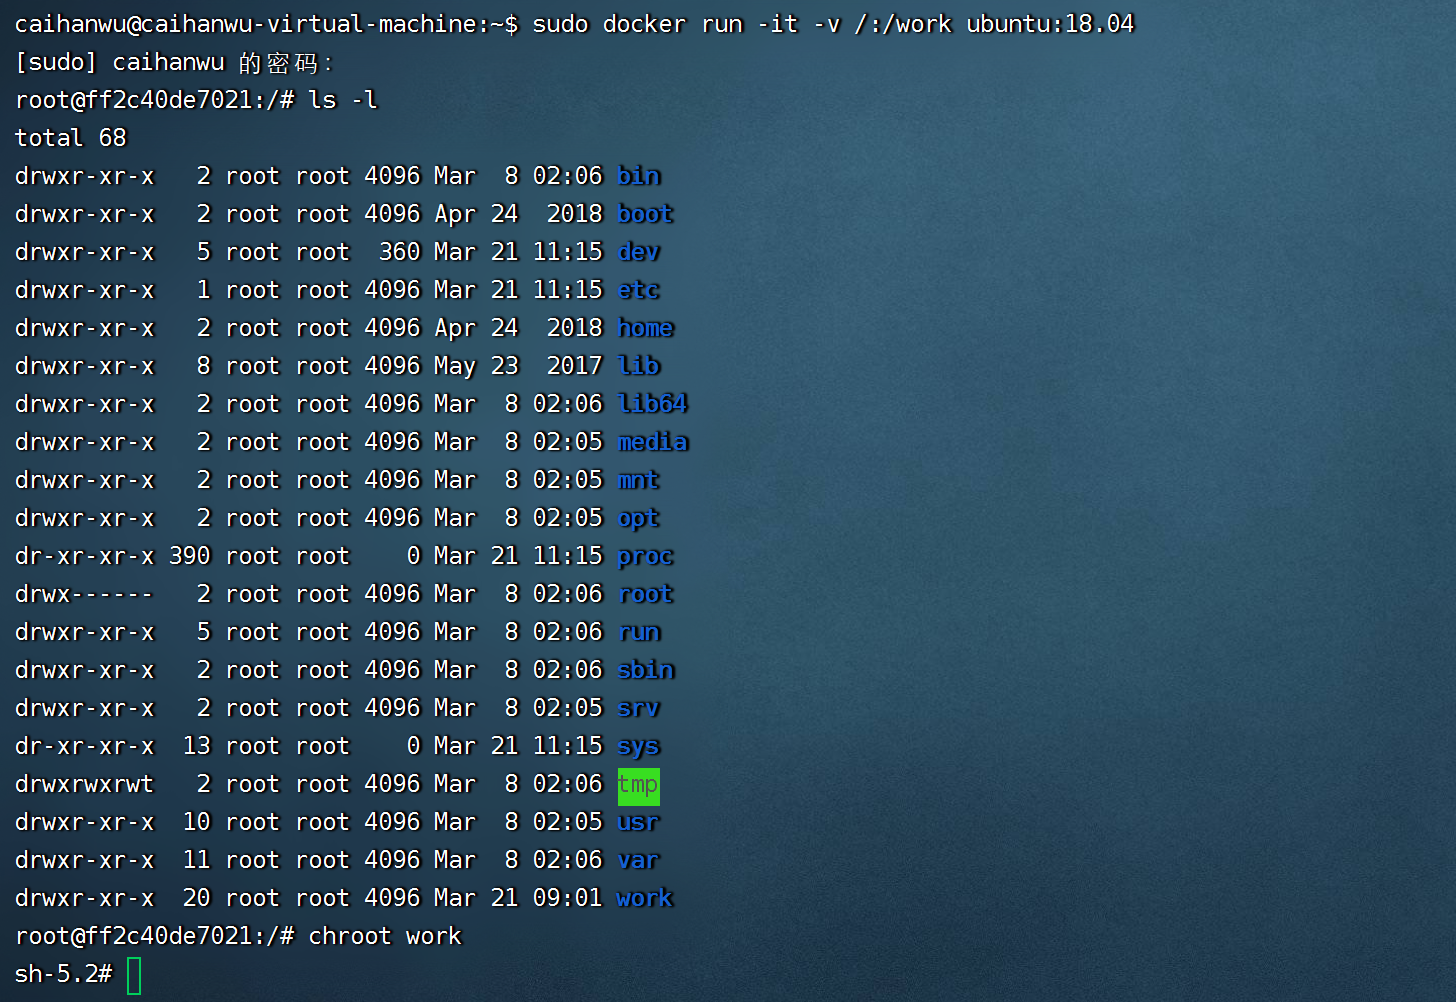 caihanwu@caihanwu-virtual-machine:~$ sudo docker run -it -v /:/work ubuntu:18.04
[sudo] caihanwu 的密码：
root@ff2c40de7021:/# ls -l
total 68
drwxr-xr-x   2 root root 4096 Mar  8 02:06 bin
drwxr-xr-x   2 root root 4096 Apr 24  2018 boot
drwxr-xr-x   5 root root  360 Mar 21 11:15 dev
drwxr-xr-x   1 root root 4096 Mar 21 11:15 etc
drwxr-xr-x   2 root root 4096 Apr 24  2018 home
drwxr-xr-x   8 root root 4096 May 23  2017 lib
drwxr-xr-x   2 root root 4096 Mar  8 02:06 lib64
drwxr-xr-x   2 root root 4096 Mar  8 02:05 media
drwxr-xr-x   2 root root 4096 Mar  8 02:05 mnt
drwxr-xr-x   2 root root 4096 Mar  8 02:05 opt
dr-xr-xr-x 390 root root    0 Mar 21 11:15 proc
drwx------   2 root root 4096 Mar  8 02:06 root
drwxr-xr-x   5 root root 4096 Mar  8 02:06 run
drwxr-xr-x   2 root root 4096 Mar  8 02:06 sbin
drwxr-xr-x   2 root root 4096 Mar  8 02:05 srv
dr-xr-xr-x  13 root root    0 Mar 21 11:15 sys
drwxrwxrwt   2 root root 4096 Mar  8 02:06 tmp
drwxr-xr-x  10 root root 4096 Mar  8 02:05 usr
drwxr-xr-x  11 root root 4096 Mar  8 02:06 var
drwxr-xr-x  20 root root 4096 Mar 21 09:01 work
root@ff2c40de7021:/# chroot work
sh-5.2#